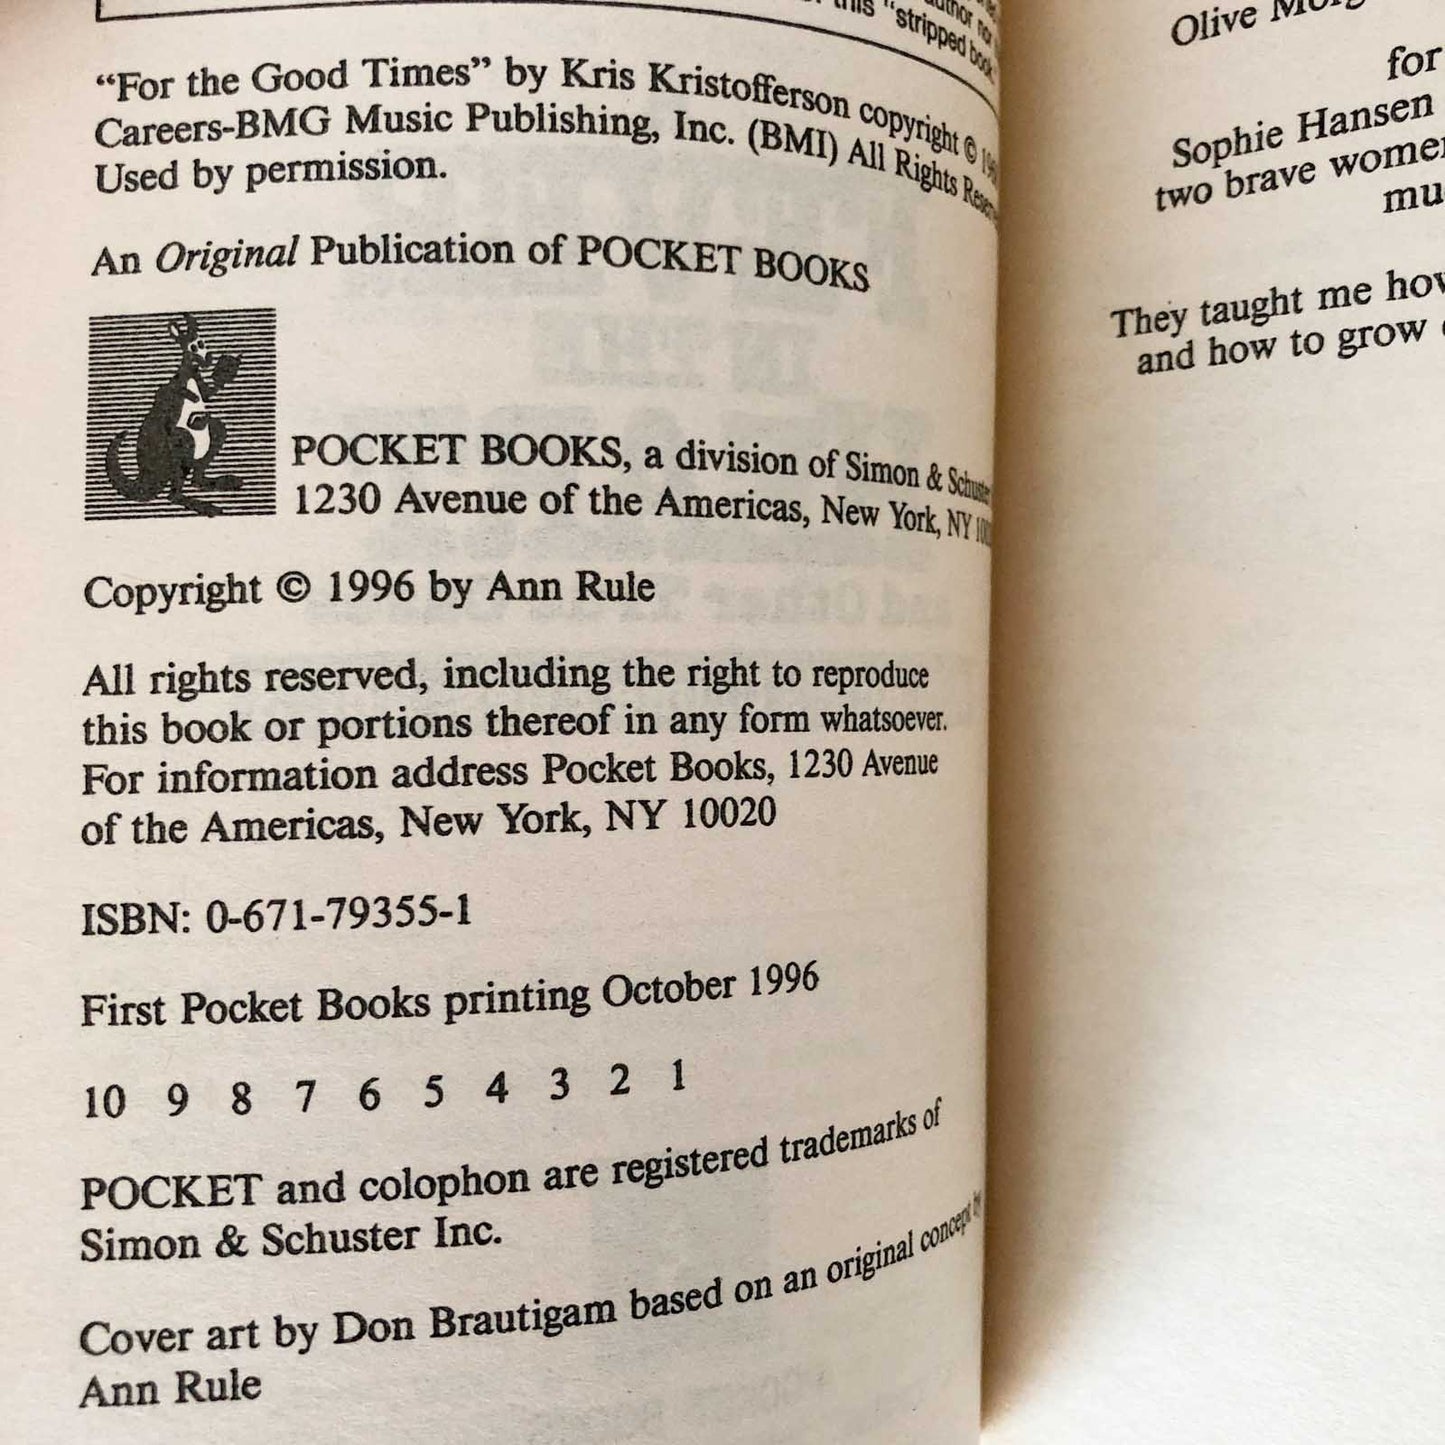 this "stripped book
"For the Good Times" by Kris Kristofferson copyright ©
Careers-BMG Music Publishing, Inc. (BMI) All Rights
Used by permission.
An Original Publication of POCKET BOOKS
POCKET BOOKS, a division of Simon & Schuster
1230 Avenue of the Americas, New York, NY
Copyright © 1996 by Ann Rule
All rights reserved, including the right to reproduce
this book or portions thereof in any form whatsoever.
For information address Pocket Books, 1230 Avenue
of the Americas, New York, NY 10020
ISBN: 0-671-79355-1
First Pocket Books printing October 1996
10 9 8 7 6 5 4 3 2 1
POCKET and colophon are registered trademarks of
Simon & Schuster Inc.
Cover art by Don Brautigam based on an original concept by
Ann Rule
Olive
for
Sophie Hansen
two brave
They taught me
and how to grow